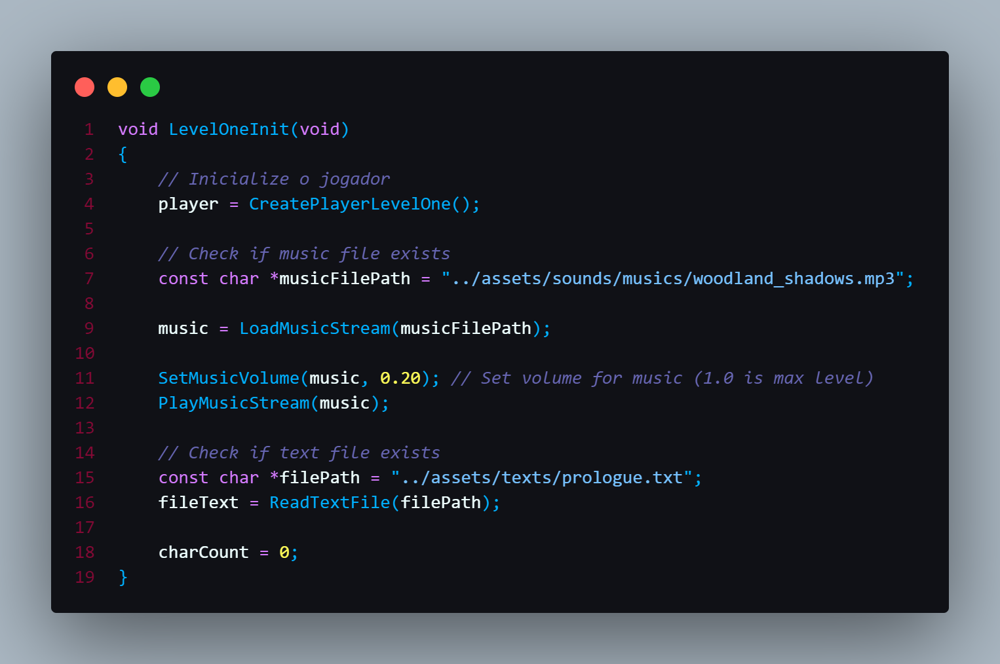 1 void LevelOneInit(void)
2 {
3     // Inicialize o jogador
4     player = CreatePlayerLevelOne();
5
6     // Check if music file exists
7     const char *musicFilePath = "../assets/sounds/musics/woodland_shadows.mp3";
8
9     music = LoadMusicStream(musicFilePath);
10
11     SetMusicVolume(music, 0.20); // Set volume for music (1.0 is max level)
12     PlayMusicStream(music);
13
14     // Check if text file exists
15     const char *filePath = "../assets/texts/prologue.txt";
16     fileText = ReadTextFile(filePath);
17
18     charCount = 0;
19 }